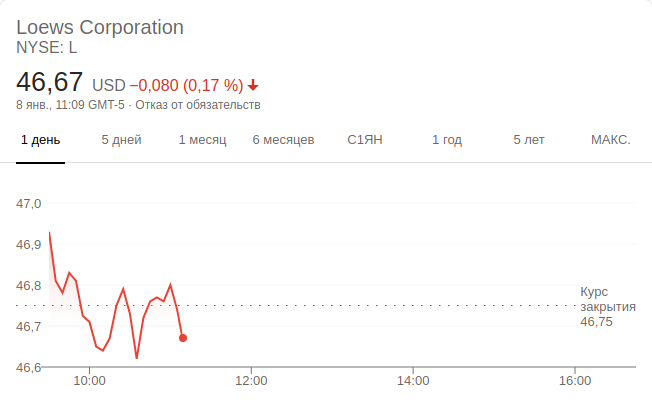 Loews Corporation
NYSE: L
46,67 USD −0,080 (0,17 %)
8 янв., 11:09 GMT-5 · Отказ от обязательств
1 день 5 дней 1 месяц 6 месяцев С1ЯН 1 год 5 лет МАКС.
47,0
46,9
46,8
46,7
46,6
Курс
закрытия
46,75
10:00 12:00 14:00 16:00